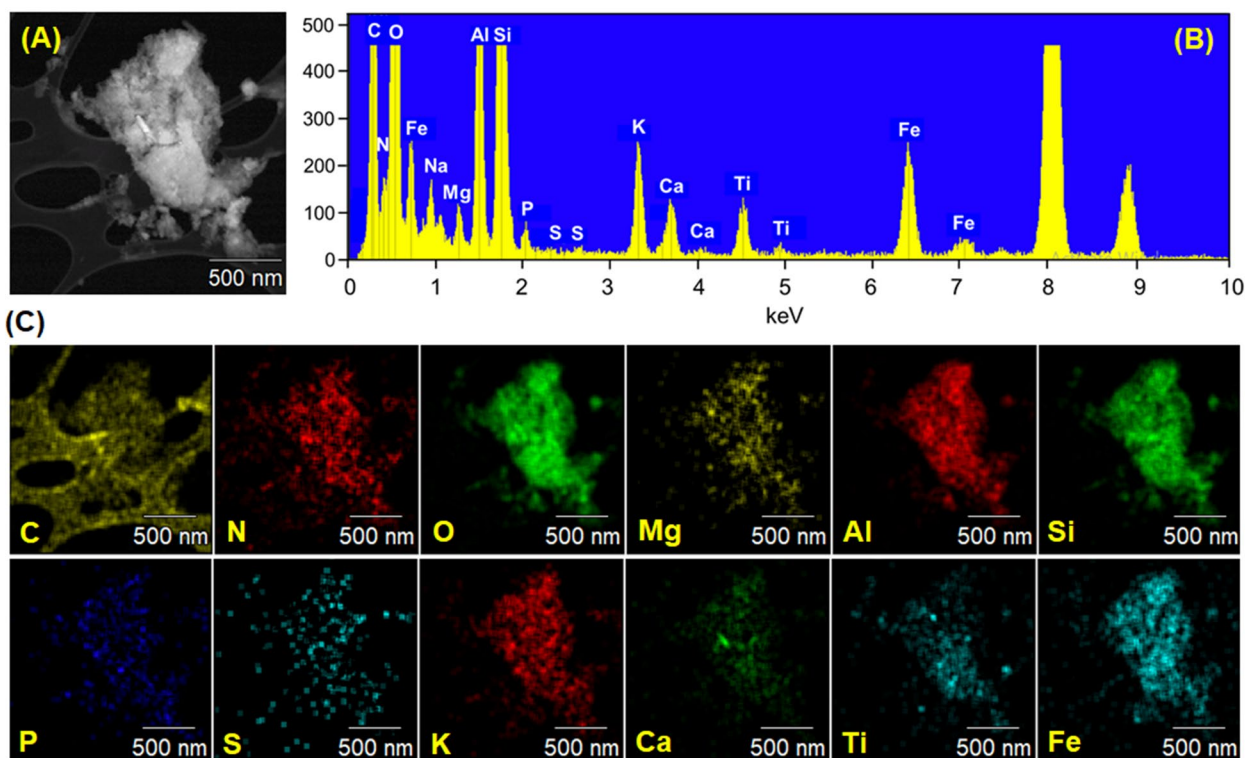 (A)
500 nm
(B)
500
400
300
200
100
0
C O Al Si
N Fe Na Mg P S S K Ca Ca Ti Ti Fe Fe
0 1 2 3 4 5 6 7 8 9 10
keV
(C)
C 500 nm N 500 nm O 500 nm Mg 500 nm Al 500 nm Si 500 nm
P 500 nm S 500 nm K 500 nm Ca 500 nm Ti 500 nm Fe 500 nm